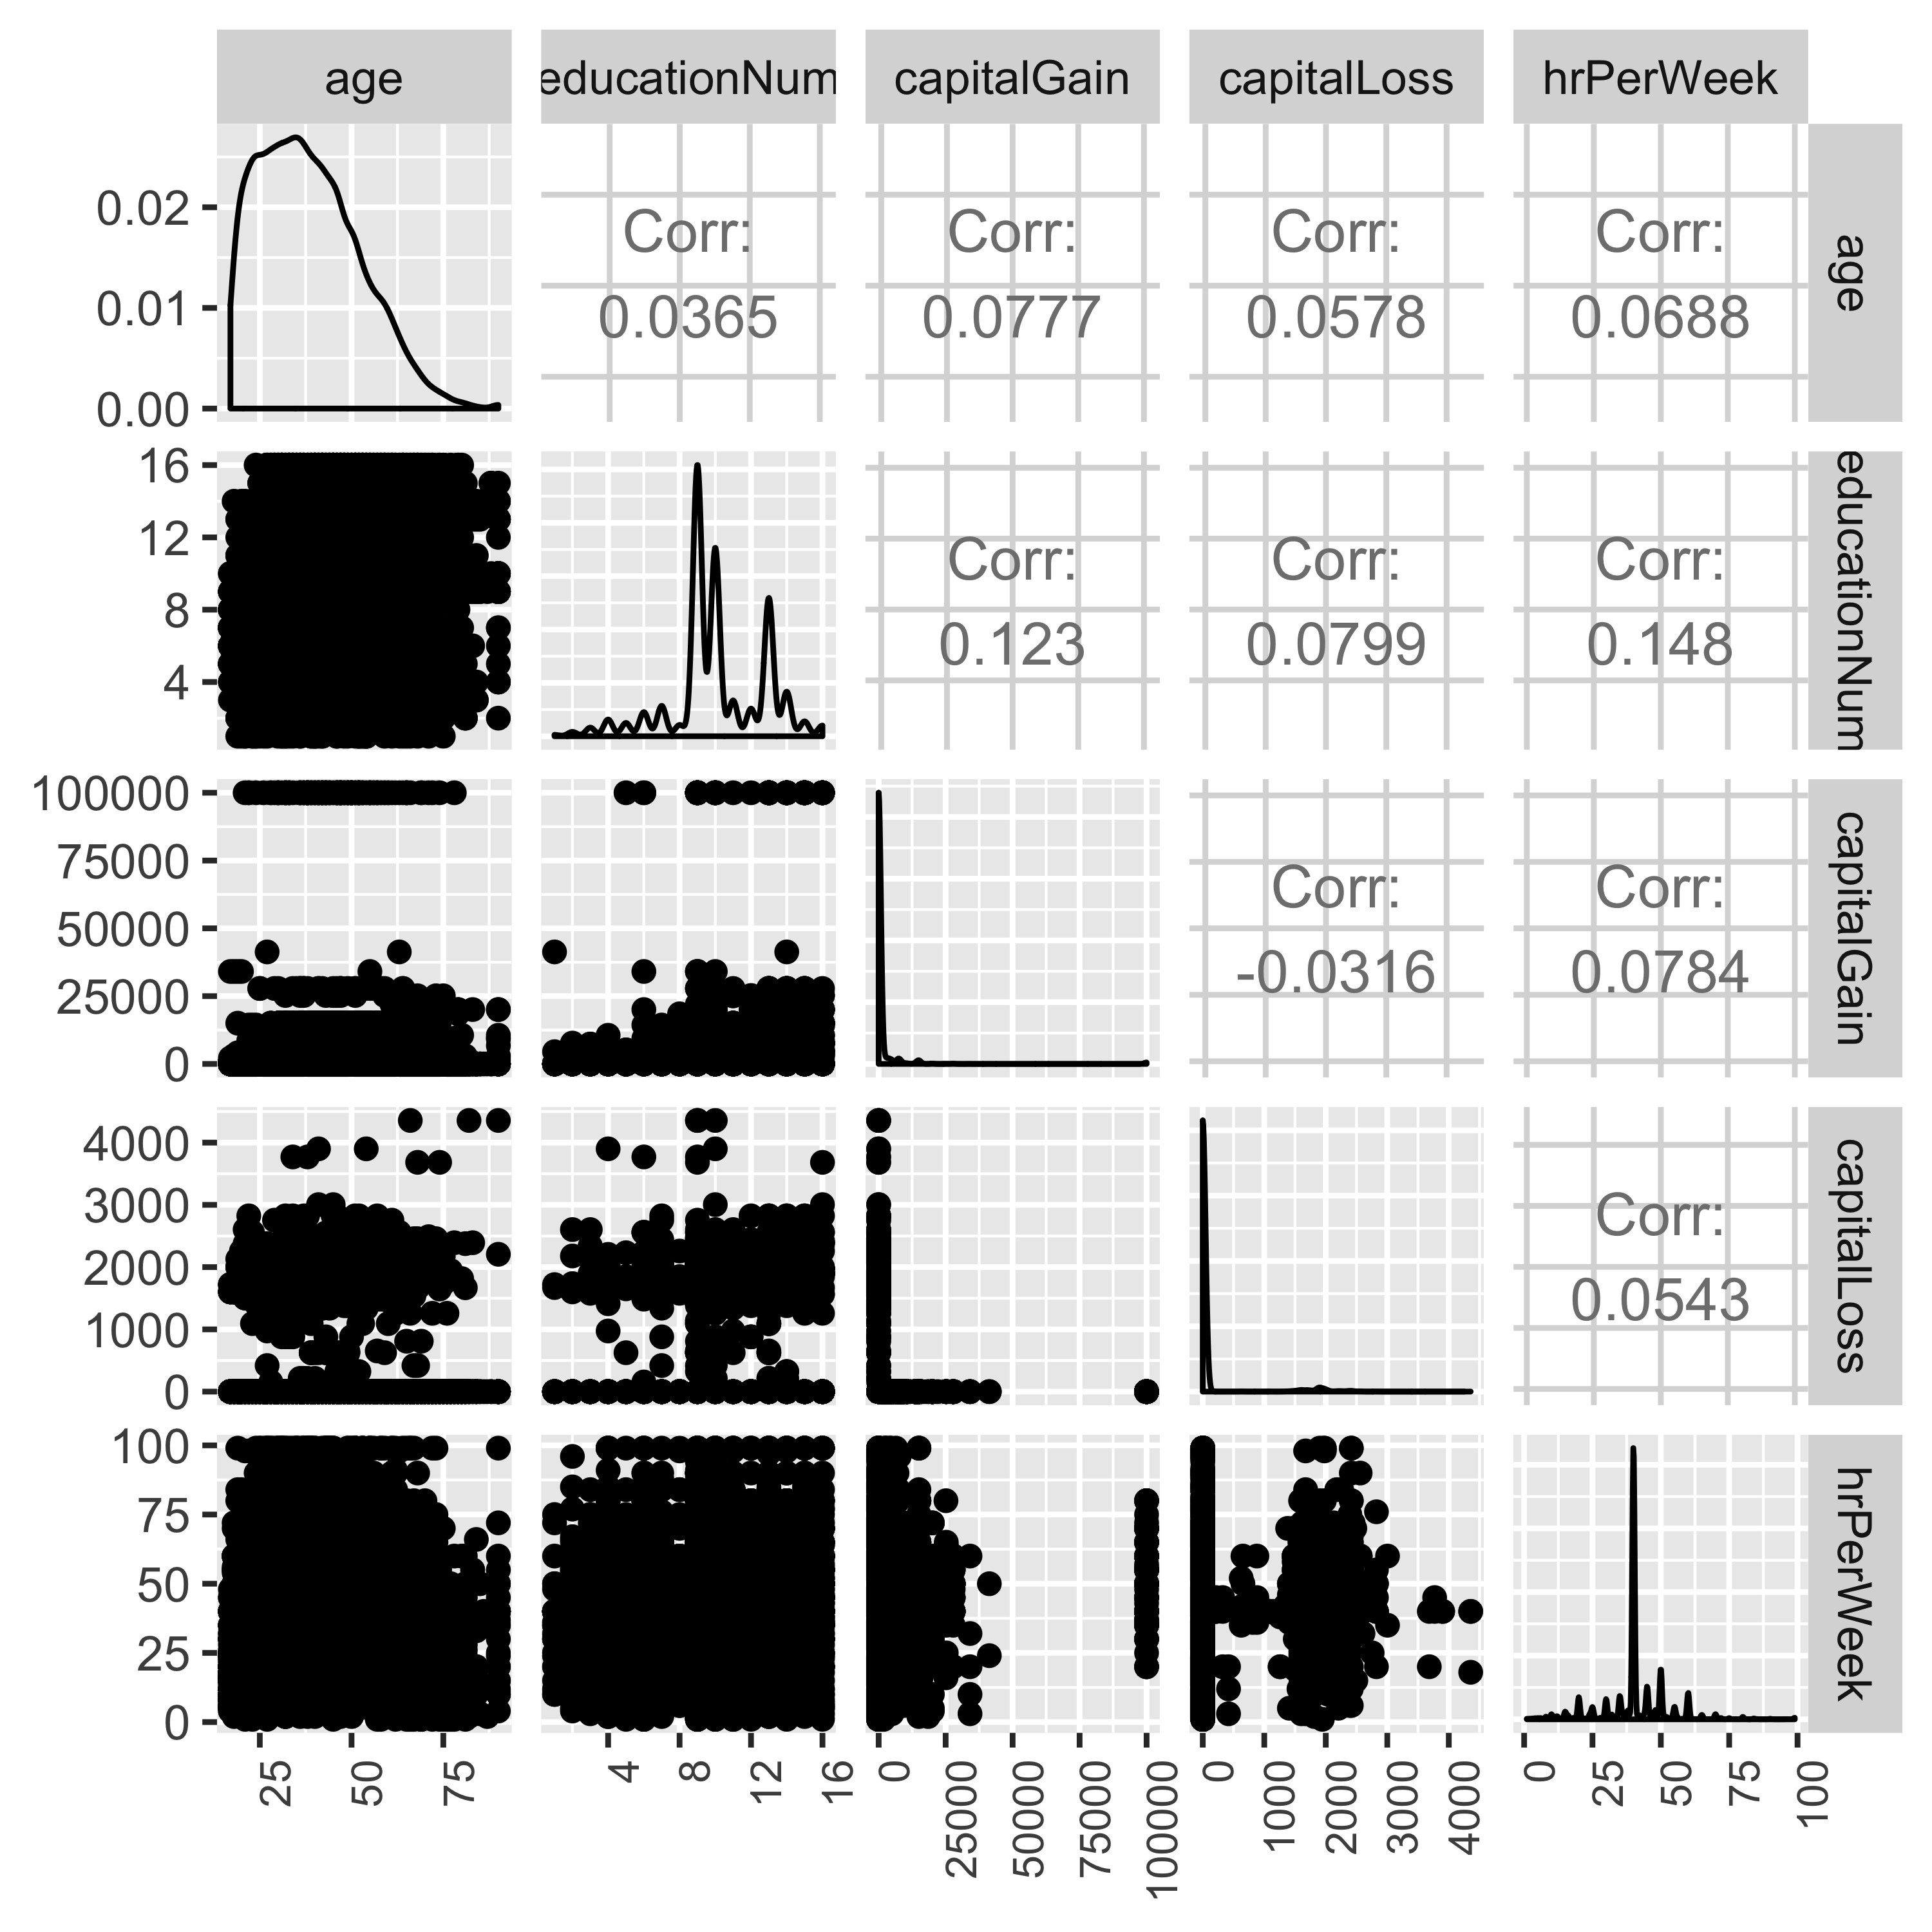 age educationNum capitalGain capitalLoss hrPerWeek
0.02
0.01
0.00
Corr:
0.0365
Corr:
0.0777
Corr:
0.0578
Corr:
0.0688
age
16
12
8
4
Corr:
0.123
Corr:
0.0799
Corr:
0.148
educationNum
100000
75000
50000
25000
0
Corr:
-0.0316
Corr:
0.0784
capitalGain
4000
3000
2000
1000
0
Corr:
0.0543
capitalLoss
100
75
50
25
0
hrPerWeek
25 50 75
4 8 12 16
0 25000 50000 75000 100000
0 1000 2000 3000 4000
0 25 50 75 100